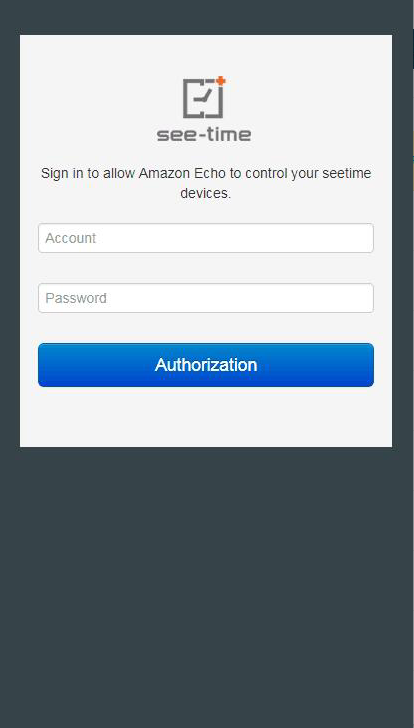 see-time
Sign in to allow Amazon Echo to control your seetime
devices.
Account
Password
Authorization